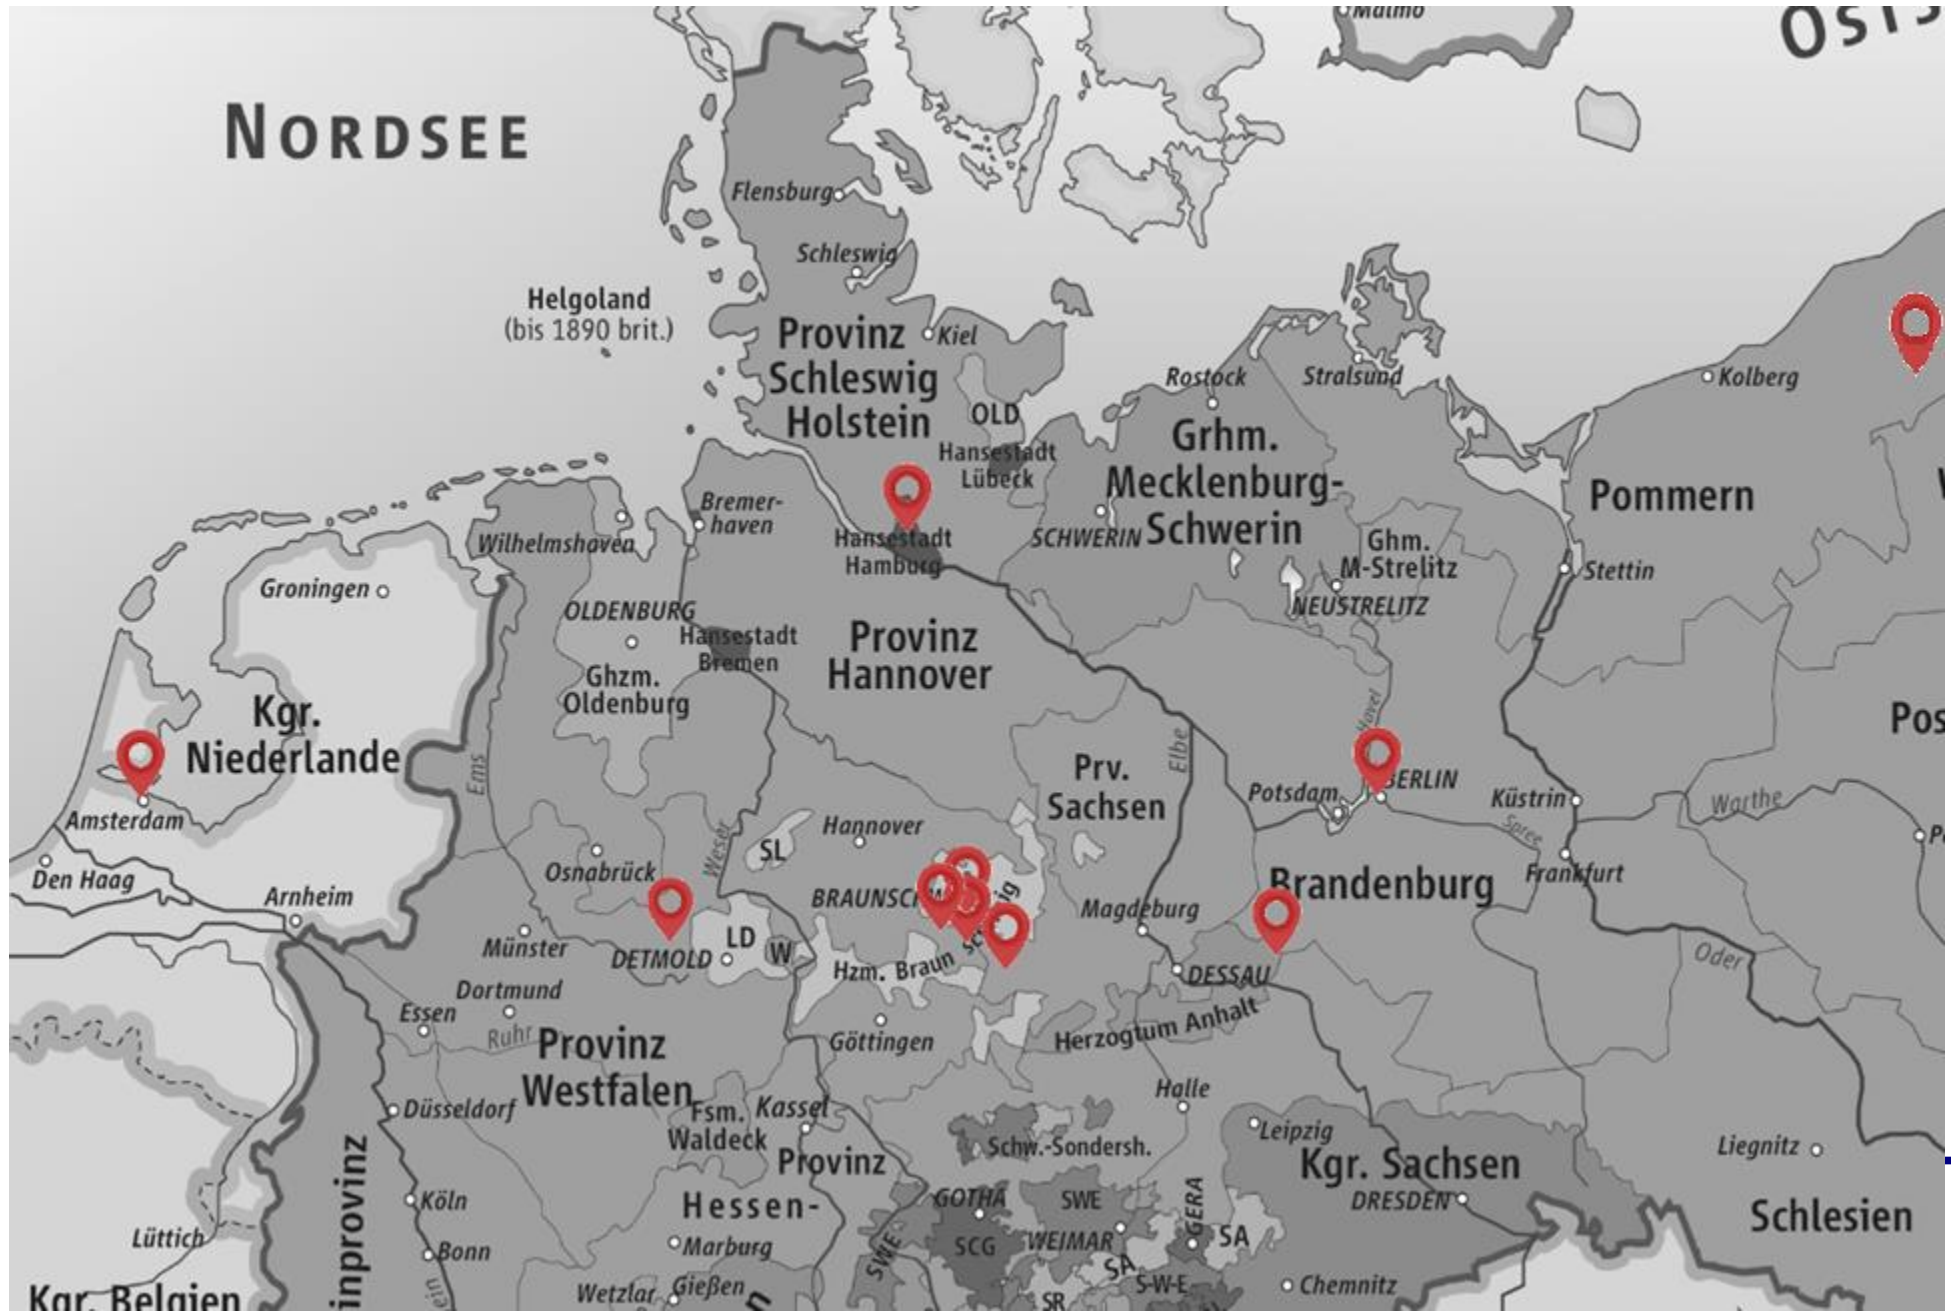 Malmö
NORDSEE
Flensburg
Schleswig
Helgoland
(bis 1890 brit.)
Provinz
Schleswig
Holstein
Kiel
Rostock
Stralsund
Kolberg
OLD
Hansestadt
Lübeck
Grhm.
Mecklenburg-
Schwerin
SCHWERIN
Pommern
Bremer-
haven
Wilhelmshaven
Hansestadt
Hamburg
Ghm.
M-Strelitz
NEUSTRELITZ
Stettin
Groningen
OLDENBURG
Hansestadt
Bremen
Ghzm.
Oldenburg
Provinz
Hannover
Kgr.
Niederlande
Ems
Elbe
Havel
Prv.
Sachsen
Potsdam
BERLIN
Küstrin
Warthe
Spree
Amsterdam
Den Haag
Arnheim
Weser
SL
Hannover
Osnabrück
Frankfurt
Brandenburg
Magdeburg
Münster
DETMOLD
LD
W
Hzm. Braun
DESSAU
Oder
Dortmund
Essen
Ruhr
Göttingen
Herzogtum Anhalt
Provinz
Westfalen
Halle
Düsseldorf
Fsm.
Waldeck
Kassel
Schw.-Sondersh.
Leipzig
Liegnitz
Provinz
Hessen-
Kgr. Sachsen
DRESDEN
Köln
GOTHA
SWE
GERA
Schlesien
Lüttich
Bonn
Marburg
SWE
SCG
WEIMAR
SA
SA
Kgr. Belgien
Wetzlar
Gießen
SR
S-W-E
Chemnitz